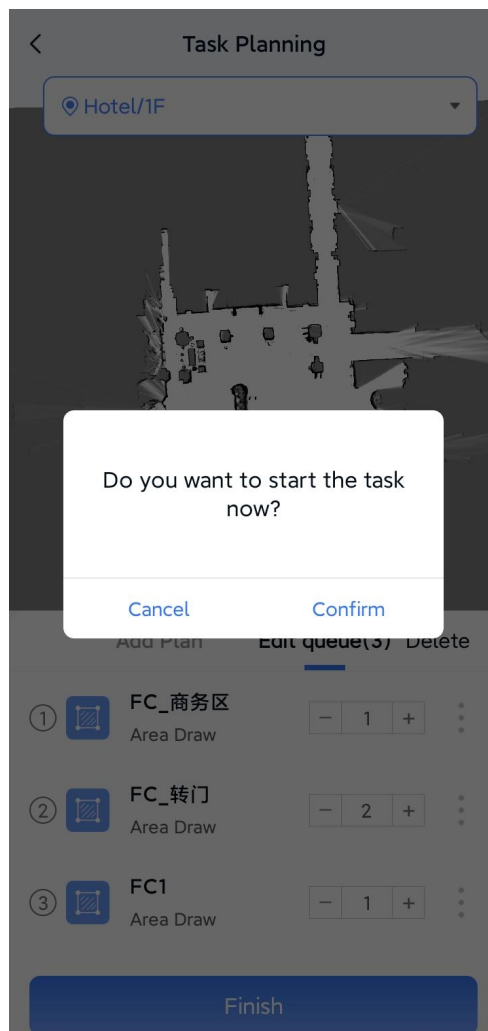 Task Planning
Hotel/1F
Do you want to start the task
now?
Cancel Confirm
Add Plan Edit queue(3) Delete
1 FC_商务区 − 1 +
Area Draw
2 FC_转门 − 2 +
Area Draw
3 FC1 − 1 +
Area Draw
Finish